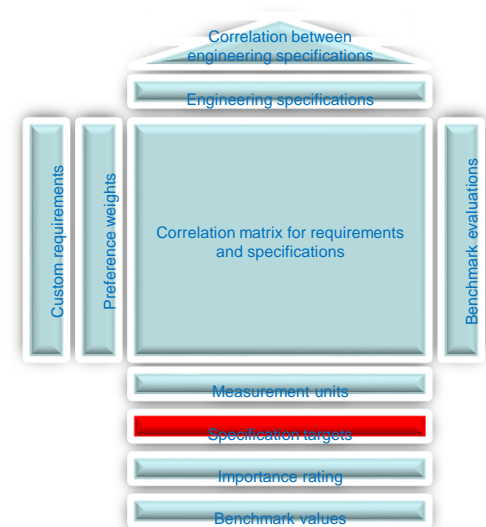 Correlation between
engineering specifications
Engineering specifications
Custom requirements
Preference weights
Correlation matrix for requirements
and specifications
Benchmark evaluations
Measurement units
Specification targets
Importance rating
Benchmark values